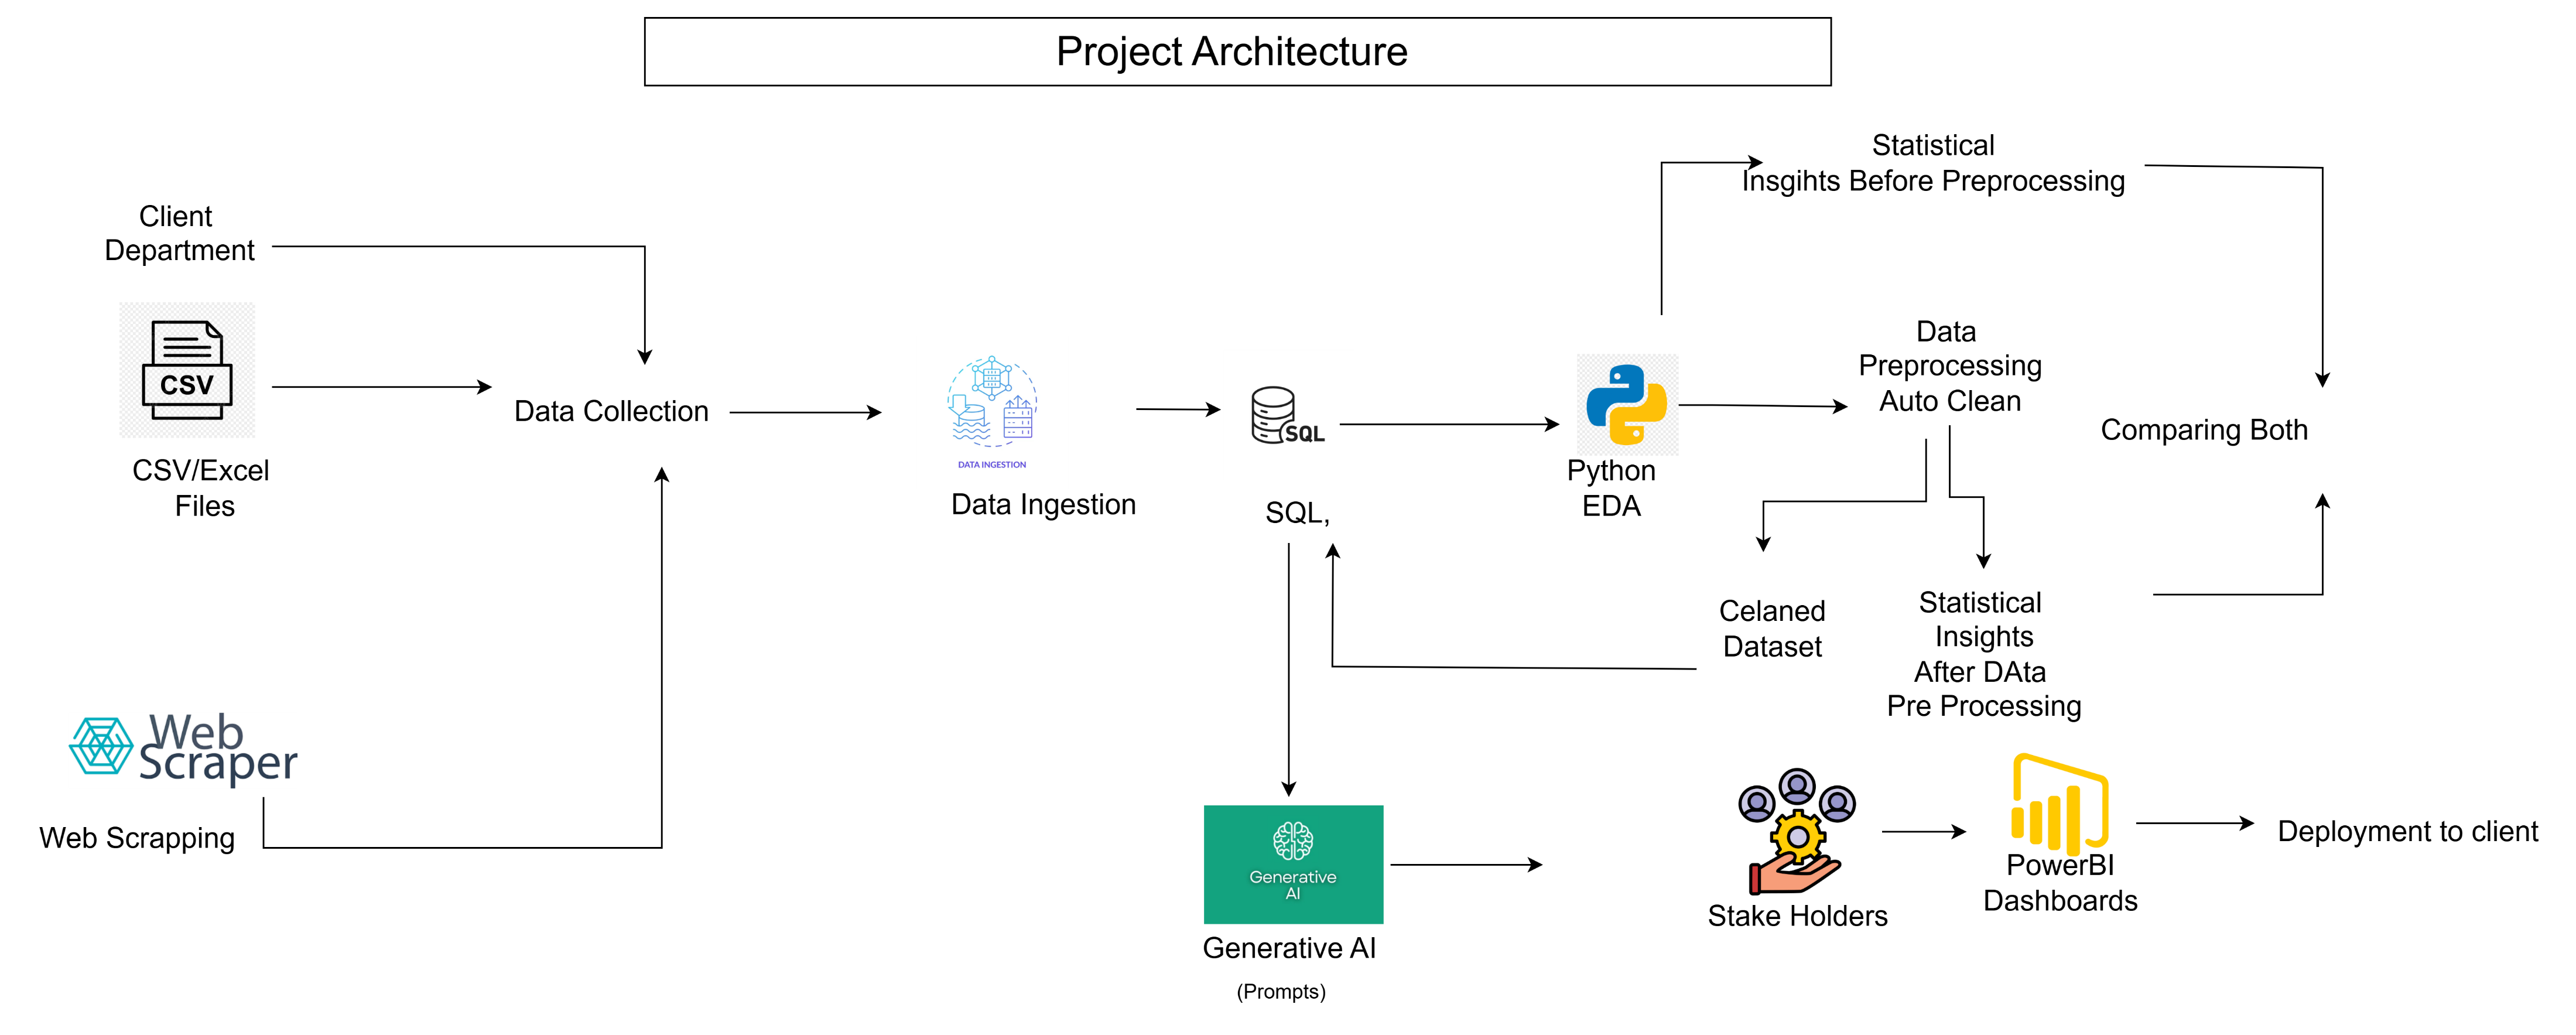 Project Architecture
Statistical
Insgihts Before Preprocessing
Client
Department
CSV
CSV/Excel
Files
Data Collection
DATA INGESTION
Data Ingestion
SQL
SQL,
Python
EDA
Data
Preprocessing
Auto Clean
Comparing Both
Celaned
Dataset
Statistical
Insights
After DAta
Pre Processing
Web
Scraper
Web Scrapping
Generative
AI
Generative AI
(Prompts)
Stake Holders
PowerBI
Dashboards
Deployment to client